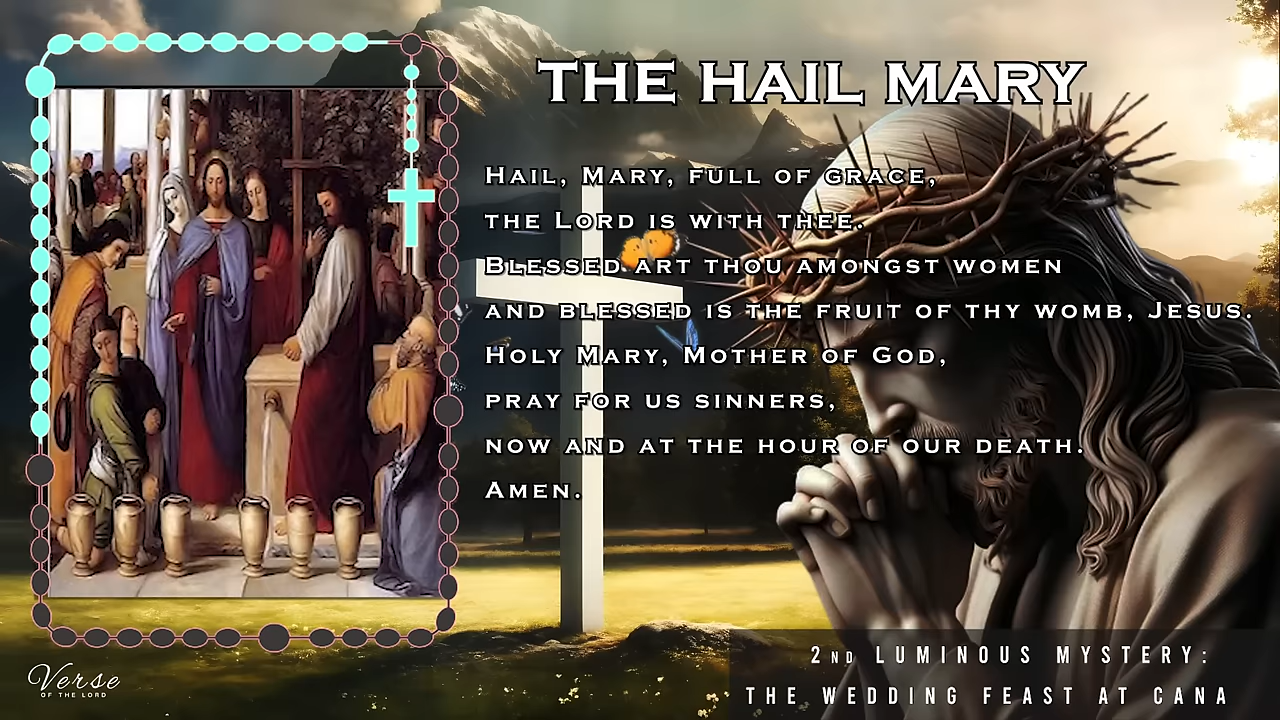 THE HAIL MARY
Hail, Mary, full of grace,
the Lord is with thee.
Blessed art thou amongst women
and blessed is the fruit of thy womb, Jesus.
Holy Mary, Mother of God,
pray for us sinners,
now and at the hour of our death.
Amen.
Verse
OF THE LORD
2nd LUMINOUS MYSTERY:
THE WEDDING FEAST AT CANA